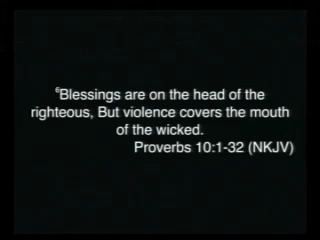 ⁶Blessings are on the head of the
righteous, But violence covers the mouth
of the wicked.
Proverbs 10:1-32 (NKJV)